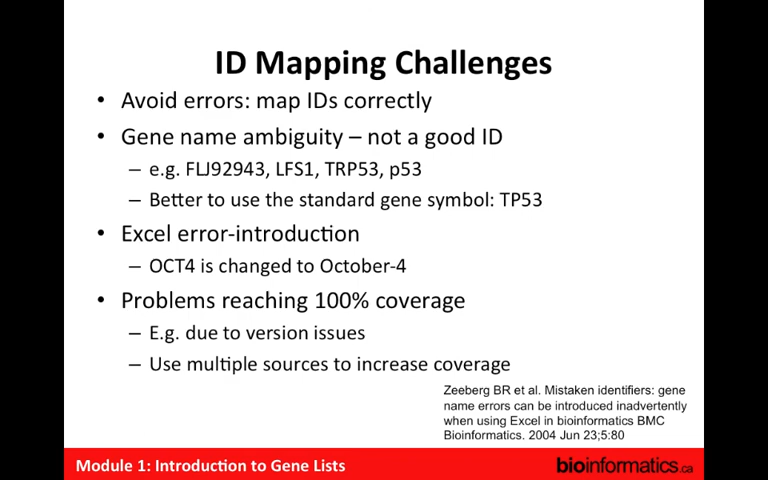 ID Mapping Challenges
• Avoid errors: map IDs correctly
• Gene name ambiguity – not a good ID
– e.g. FLJ92943, LFS1, TRP53, p53
– Better to use the standard gene symbol: TP53
• Excel error-introduction
– OCT4 is changed to October-4
• Problems reaching 100% coverage
– E.g. due to version issues
– Use multiple sources to increase coverage
Zeeberg BR et al. Mistaken identifiers: gene
name errors can be introduced inadvertently
when using Excel in bioinformatics BMC
Bioinformatics. 2004 Jun 23;5:80
Module 1: Introduction to Gene Lists
bioinformatics.ca